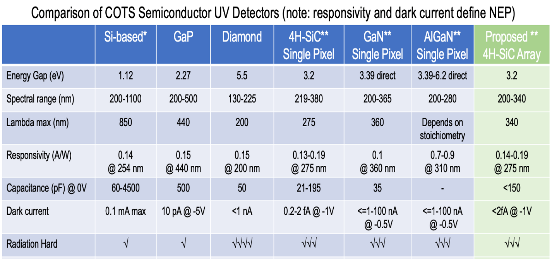 Comparison of COTS Semiconductor UV Detectors (note: responsivity and dark current define NEP)
Si-based* GaP Diamond 4H-SiC** Single Pixel GaN** Single Pixel AlGaN** Single Pixel Proposed ** 4H-SiC Array
Energy Gap (eV) 1.12 2.27 5.5 3.2 3.39 direct 3.39-6.2 direct 3.2
Spectral range (nm) 200-1100 200-500 130-225 219-380 200-365 200-280 200-340
Lambda max (nm) 850 440 200 275 360 Depends on stoichiometry 340
Responsivity (A/W) 0.14 @ 254 nm 0.15 @ 440 nm 0.15 @ 200 nm 0.13-0.19 @ 275 nm 0.1 @ 360 nm 0.7-0.9 @ 310 nm 0.14-0.19 @ 275 nm
Capacitance (pF) @ 0V 60-4500 500 50 21-195 35 - <150
Dark current 0.1 mA max 10 pA @ -5V <1 nA 0.2-2 fA @ -1V <=1-100 nA @ -0.5V <=1-100 nA @ -0.5V <2fA @ -1V
Radiation Hard √ √ √√√√ √√√ √√√ √√√ √√√